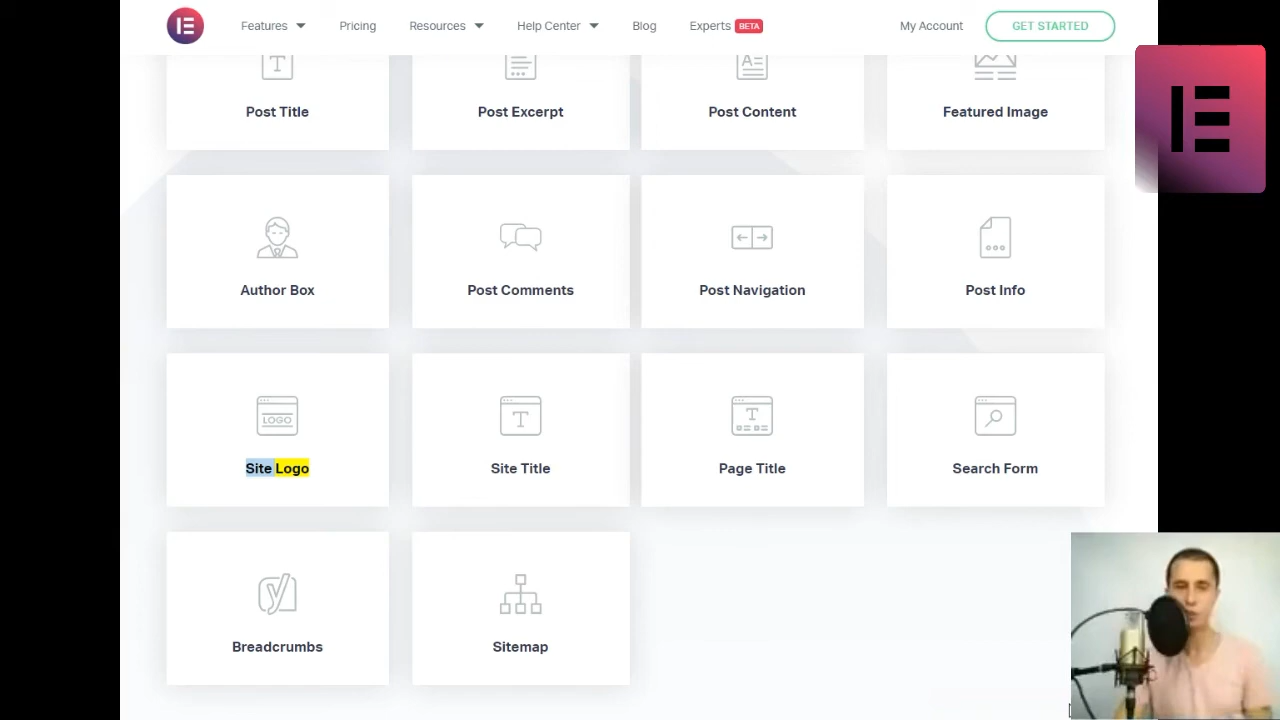 Features
Pricing
Resources
Help Center
Blog
Experts BETA
My Account
GET STARTED
T
A
Post Title
Post Excerpt
Post Content
Featured Image
Author Box
Post Comments
Post Navigation
Post Info
LOGO
T
T
Site Logo
Site Title
Page Title
Search Form
y
Breadcrumbs
Sitemap